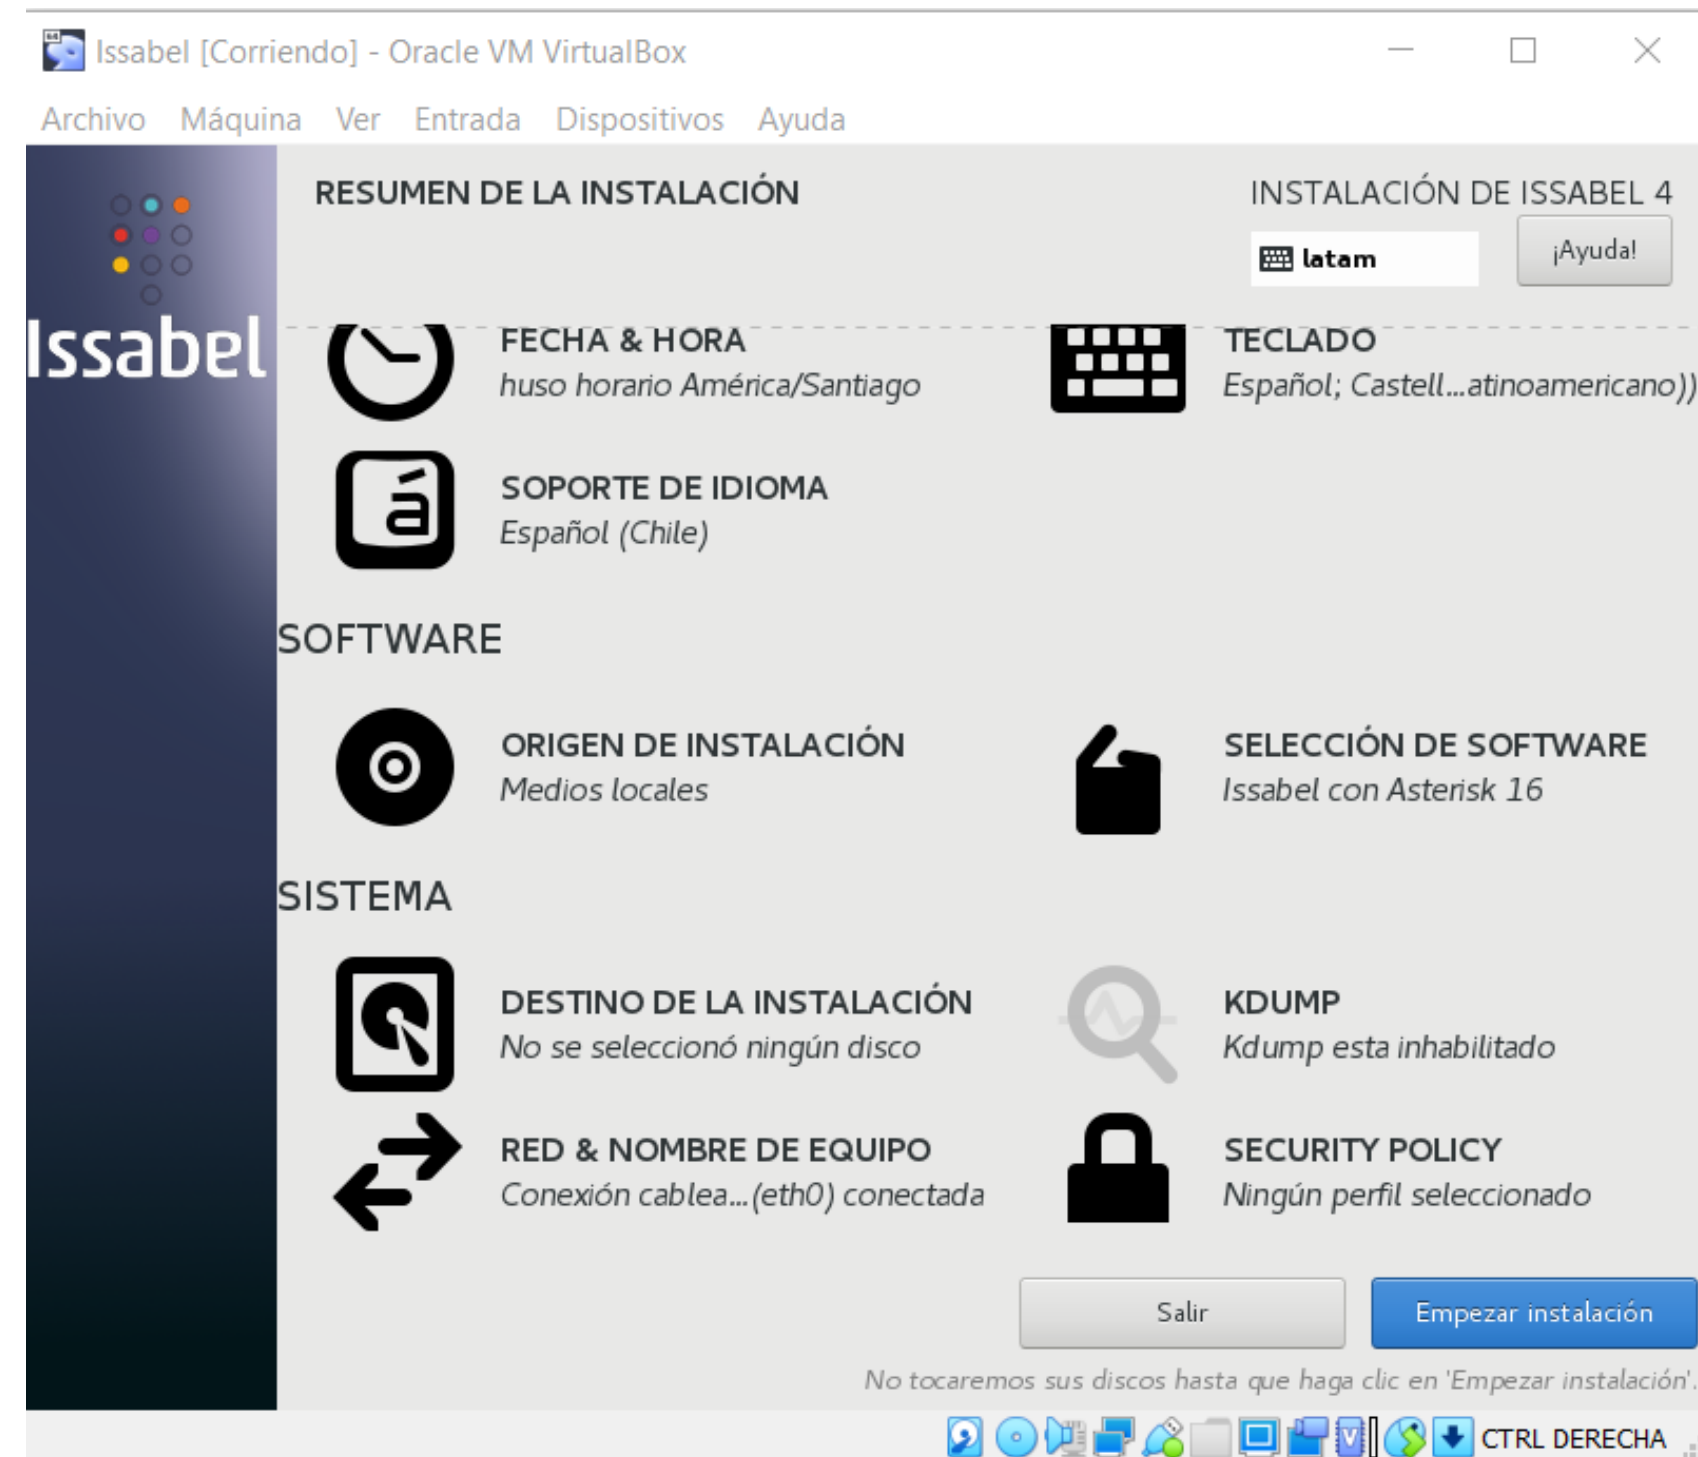 Issabel [Corriendo] - Oracle VM VirtualBox
Archivo Máquina Ver Entrada Dispositivos Ayuda
RESUMEN DE LA INSTALACIÓN
INSTALACIÓN DE ISSABEL 4
latam
¡Ayuda!
Issabel
FECHA & HORA
huso horario América/Santiago
TECLADO
Español; Castell...atinoamericano))
á
SOPORTE DE IDIOMA
Español (Chile)
SOFTWARE
ORIGEN DE INSTALACIÓN
Medios locales
SELECCIÓN DE SOFTWARE
Issabel con Asterisk 16
SISTEMA
DESTINO DE LA INSTALACIÓN
No se seleccionó ningún disco
KDUMP
Kdump esta inhabilitado
RED & NOMBRE DE EQUIPO
Conexión cablea...(eth0) conectada
SECURITY POLICY
Ningún perfil seleccionado
Salir
Empezar instalación
No tocaremos sus discos hasta que haga clic en 'Empezar instalación'.
CTRL DERECHA